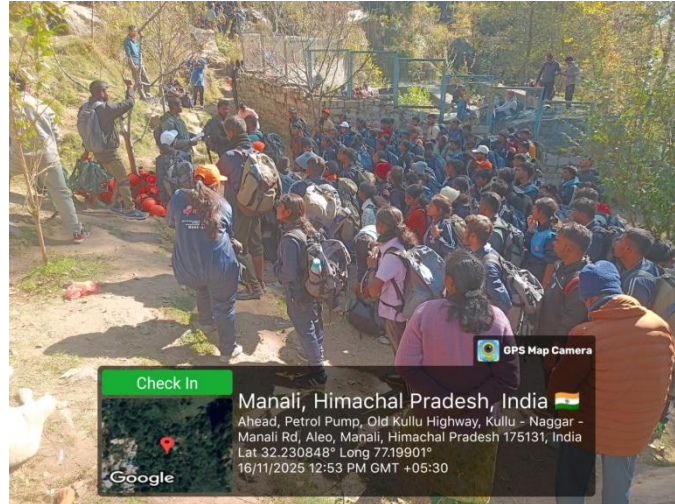 GPS Map Camera
Check In
Manali, Himachal Pradesh, India
Ahead, Petrol Pump, Old Kullu Highway, Kullu - Naggar -
Manali Rd, Aleo, Manali, Himachal Pradesh 175131, India
Lat 32.230848° Long 77.19901°
16/11/2025 12:53 PM GMT +05:30
Google